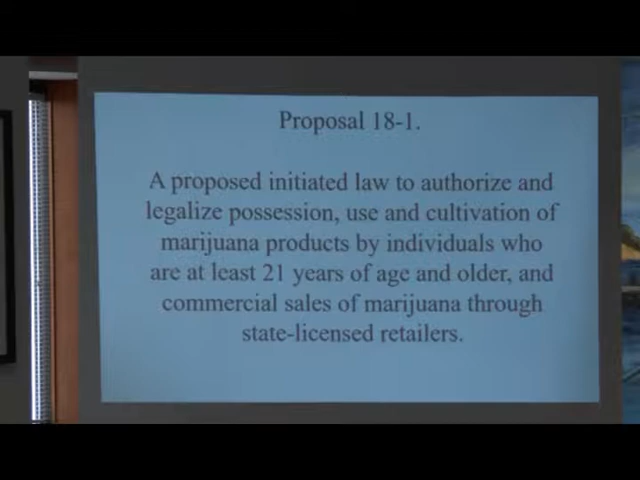 Proposal 18-1.
A proposed initiated law to authorize and
legalize possession, use and cultivation of
marijuana products by individuals who
are at least 21 years of age and older, and
commercial sales of marijuana through
state-licensed retailers.